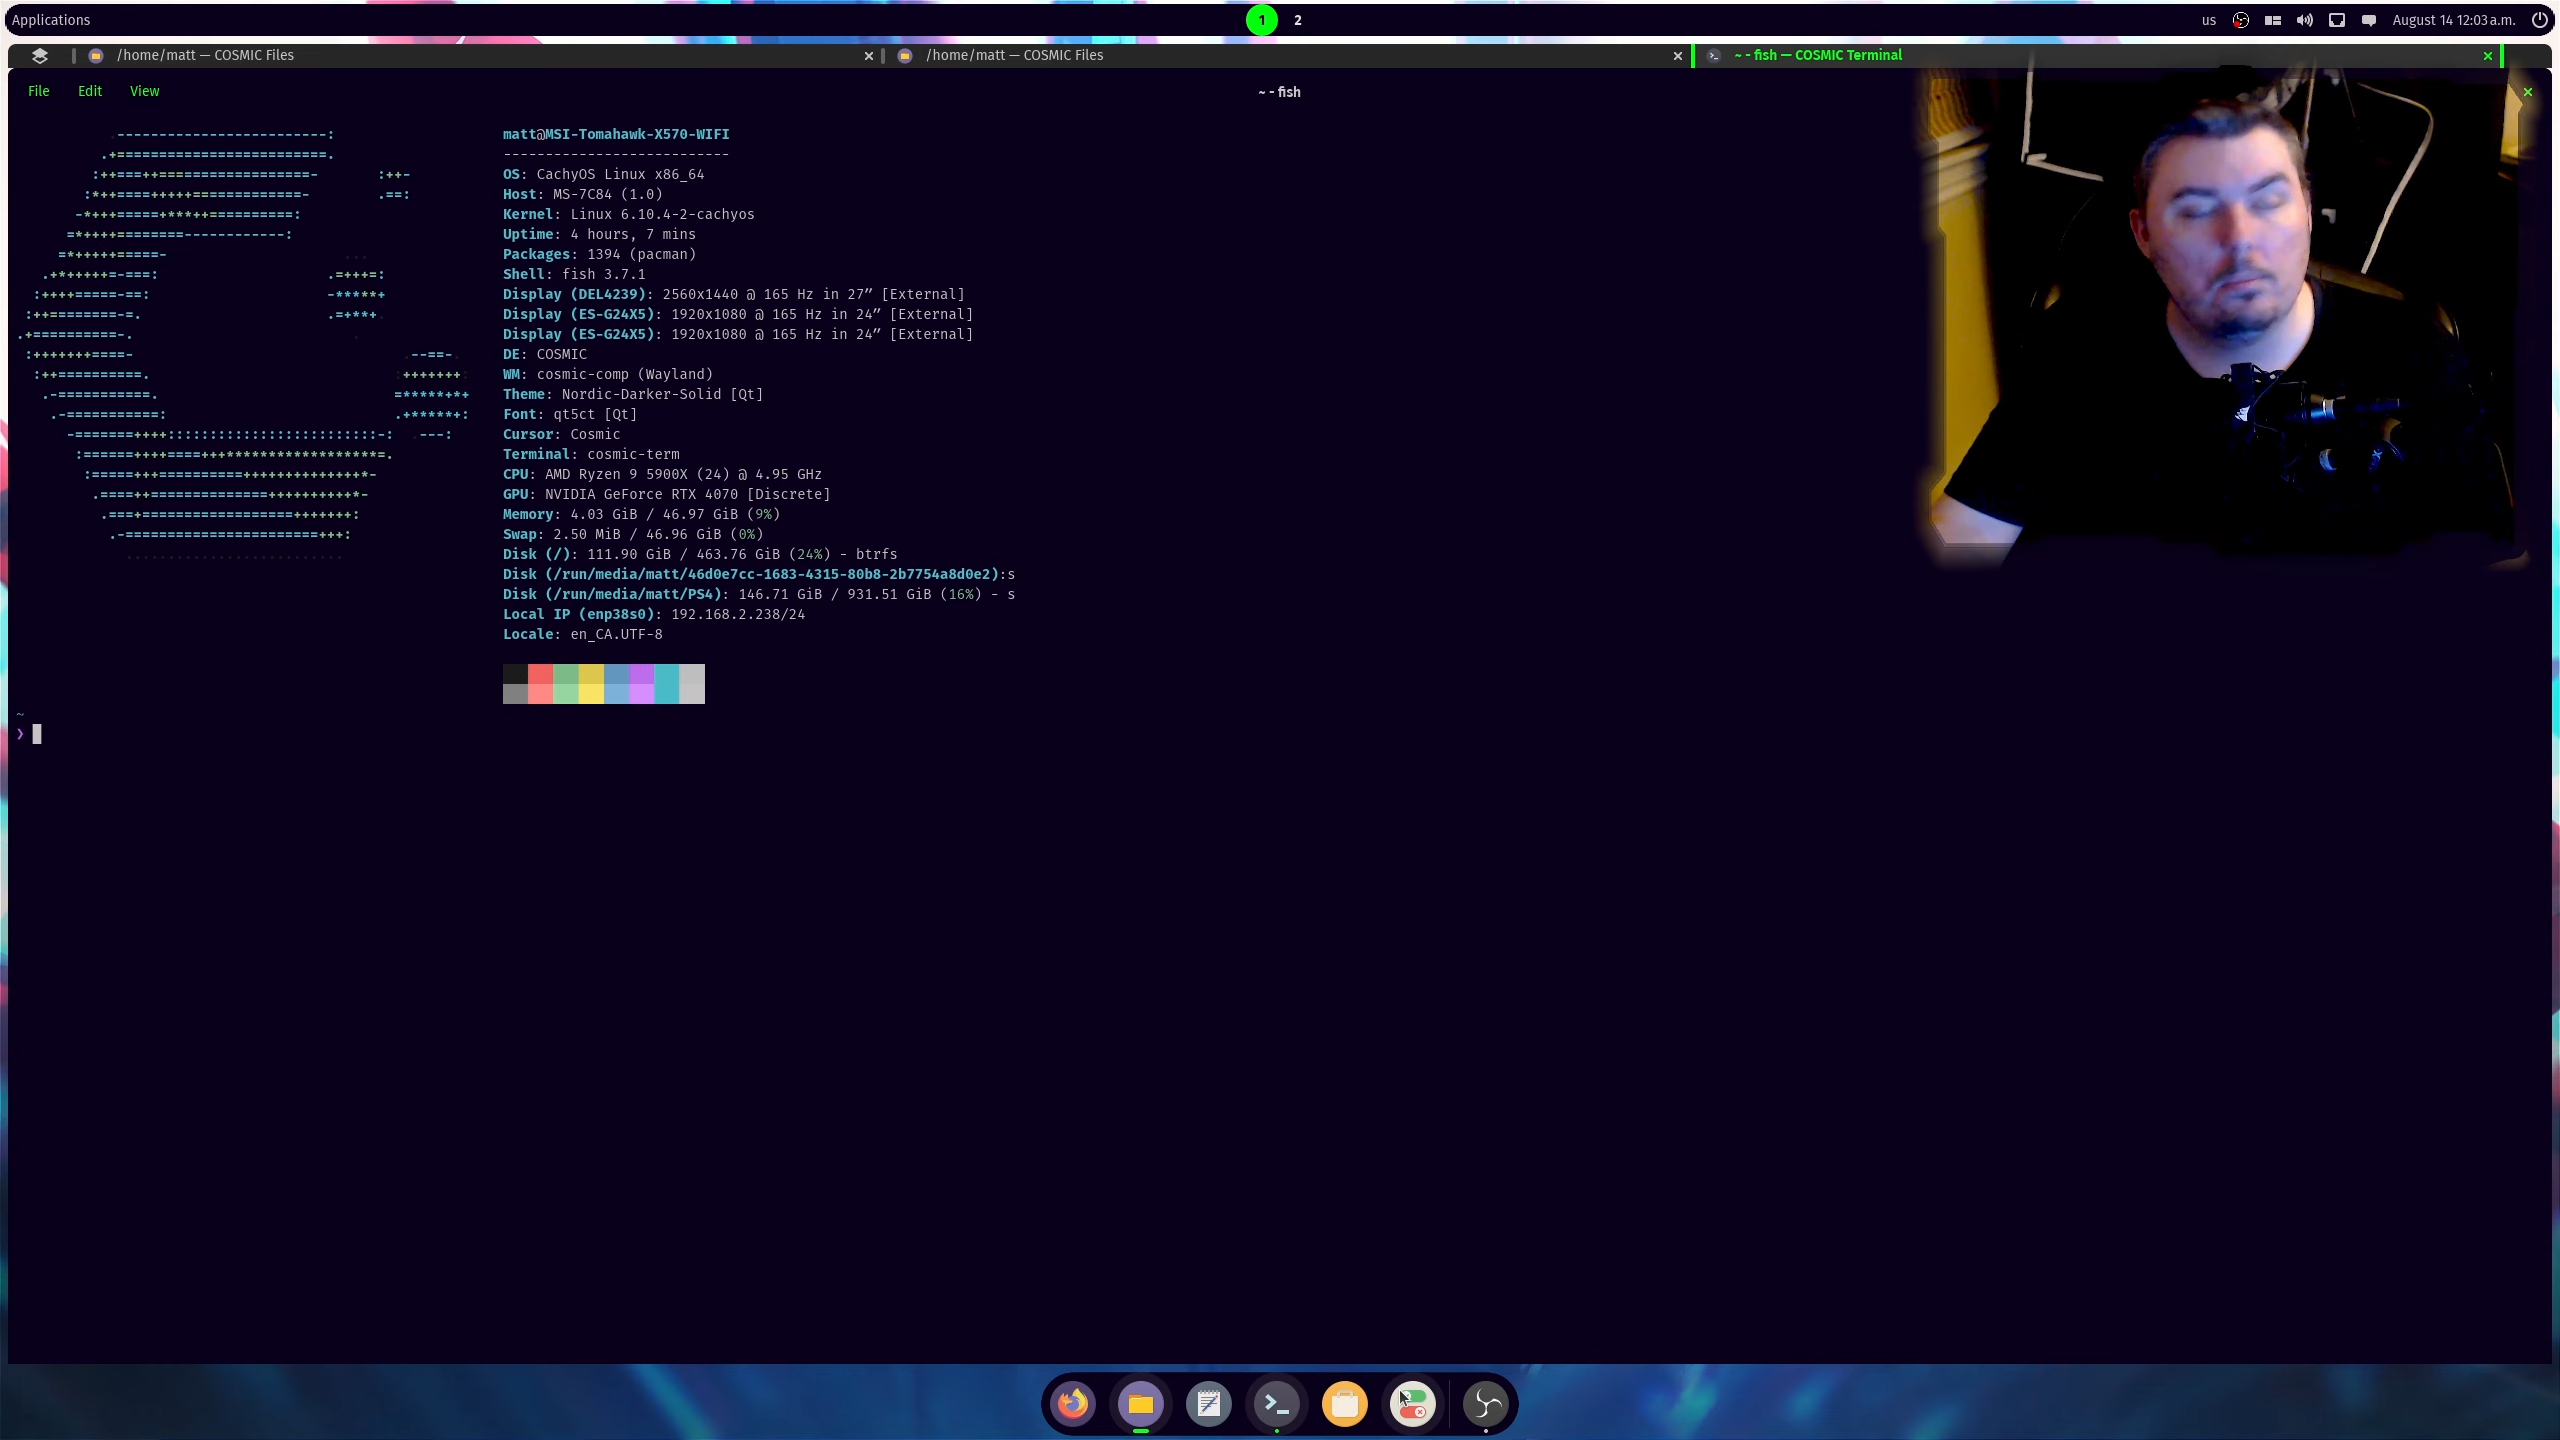 Applications
1 2
us
August 14 12:03 a.m.
/home/matt — COSMIC Files
/home/matt — COSMIC Files
~ - fish — COSMIC Terminal
File Edit View
~ - fish
matt@MSI-Tomahawk-X570-WIFI
---------------------------
OS: CachyOS Linux x86_64
Host: MS-7C84 (1.0)
Kernel: Linux 6.10.4-2-cachyos
Uptime: 4 hours, 7 mins
Packages: 1394 (pacman)
Shell: fish 3.7.1
Display (DEL4239): 2560x1440 @ 165 Hz in 27″ [External]
Display (ES-G24X5): 1920x1080 @ 165 Hz in 24″ [External]
Display (ES-G24X5): 1920x1080 @ 165 Hz in 24″ [External]
DE: COSMIC
WM: cosmic-comp (Wayland)
Theme: Nordic-Darker-Solid [Qt]
Font: qt5ct [Qt]
Cursor: Cosmic
Terminal: cosmic-term
CPU: AMD Ryzen 9 5900X (24) @ 4.95 GHz
GPU: NVIDIA GeForce RTX 4070 [Discrete]
Memory: 4.03 GiB / 46.97 GiB (9%)
Swap: 2.50 MiB / 46.96 GiB (0%)
Disk (/): 111.90 GiB / 463.76 GiB (24%) - btrfs
Disk (/run/media/matt/46d0e7cc-1683-4315-80b8-2b7754a8d0e2):s
Disk (/run/media/matt/PS4): 146.71 GiB / 931.51 GiB (16%) - s
Local IP (enp38s0): 192.168.2.238/24
Locale: en_CA.UTF-8
~
❯